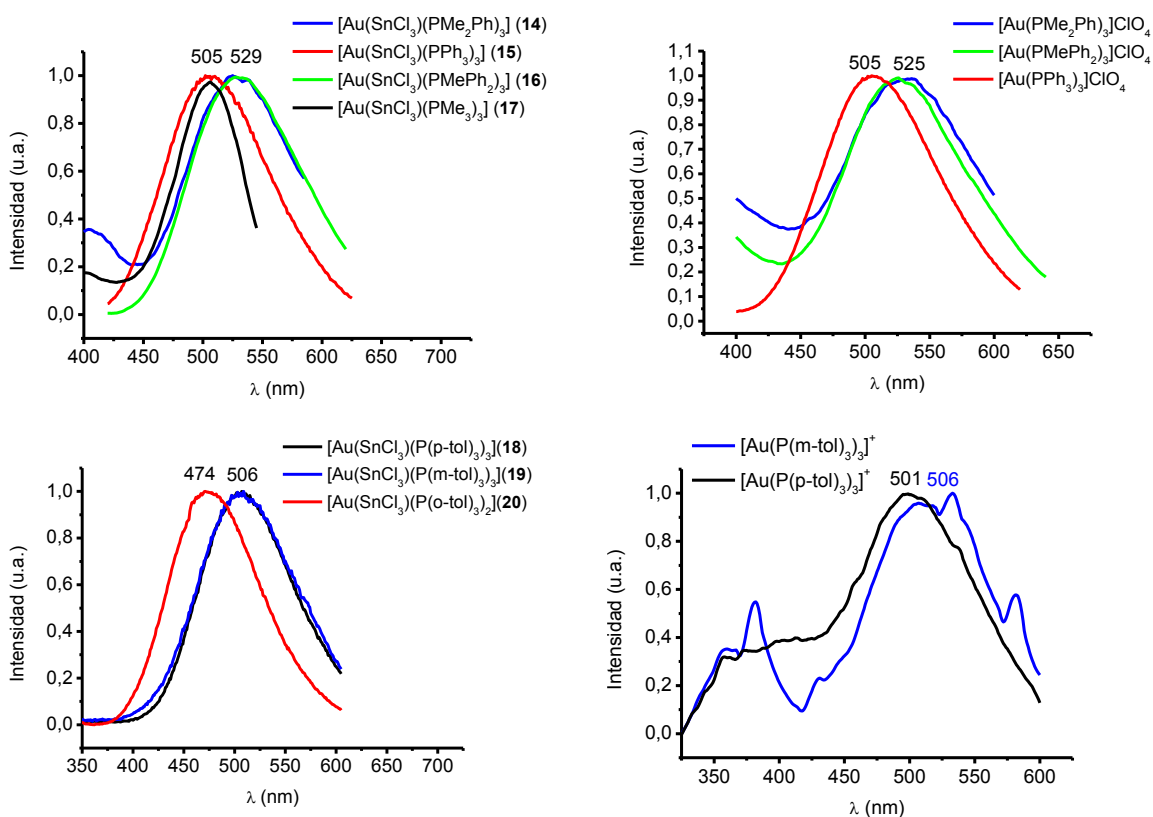 [Au(SnCl3)(PMe2Ph)3] (14)
505 529
[Au(SnCl3)(PPh3)3] (15)
[Au(SnCl3)(PMePh2)3] (16)
[Au(SnCl3)(PMe3)3] (17)
1,0
0,8
0,6
0,4
0,2
0,0
Intensidad (u.a.)
400 450 500 550 600 650 700
λ (nm)
[Au(PMe2Ph)3]ClO4
[Au(PMePh2)3]ClO4
[Au(PPh3)3]ClO4
505 525
1,1
1,0
0,9
0,8
0,7
0,6
0,5
0,4
0,3
0,2
0,1
0,0
Intensidad (u.a.)
400 450 500 550 600 650
λ (nm)
[Au(SnCl3)(P(p-tol)3)3](18)
474 506
[Au(SnCl3)(P(m-tol)3)3](19)
[Au(SnCl3)(P(o-tol)3)2](20)
1,0
0,8
0,6
0,4
0,2
0,0
Intensidad (u.a.)
350 400 450 500 550 600 650 700
λ (nm)
[Au(P(m-tol)3)3]+
[Au(P(p-tol)3)3]+
501 506
1,0
0,8
0,6
0,4
0,2
0,0
Intensidad (u.a.)
350 400 450 500 550 600
λ (nm)